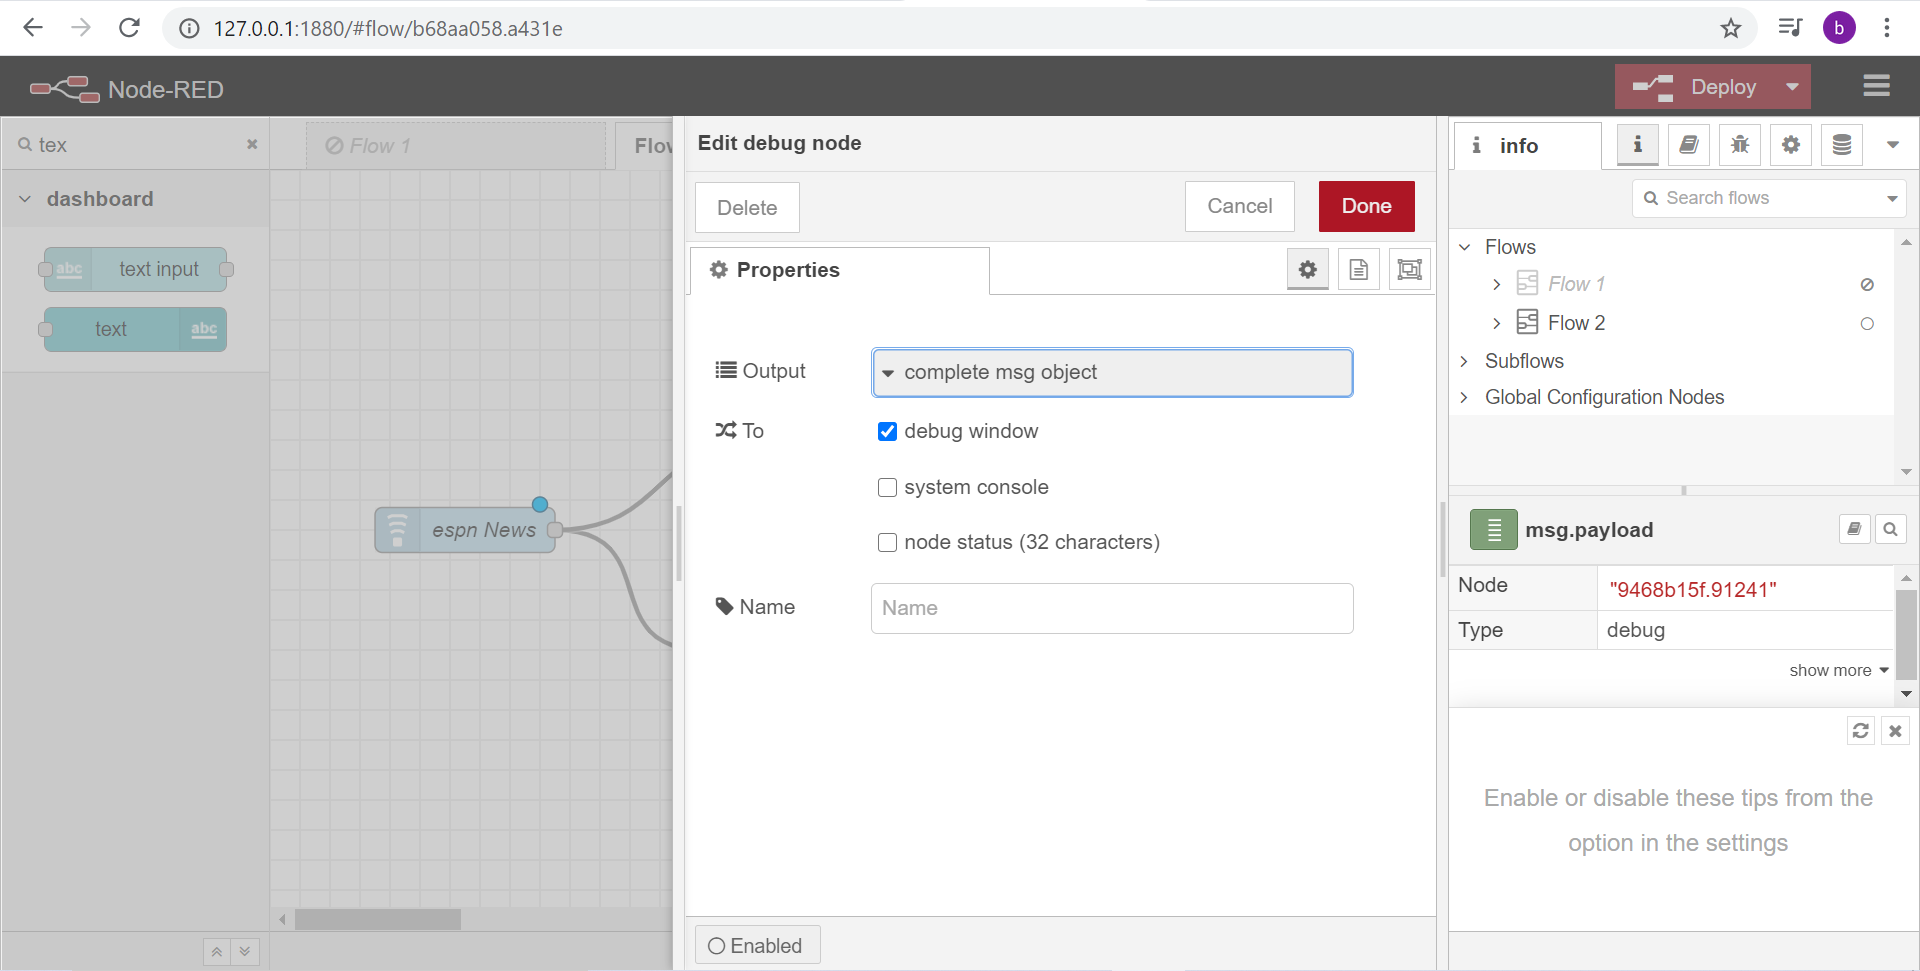 127.0.0.1:1880/#flow/b68aa058.a431e
b
Node-RED
Deploy
tex
dashboard
abc text input
text abc
Flow 1
Flow
espn News
Edit debug node
Delete
Cancel
Done
Properties
Output
complete msg object
To
debug window
system console
node status (32 characters)
Name
Name
Enabled
i info
i
Search flows
Flows
Flow 1
Flow 2
Subflows
Global Configuration Nodes
msg.payload
Node "9468b15f.91241"
Type debug
show more
Enable or disable these tips from the
option in the settings